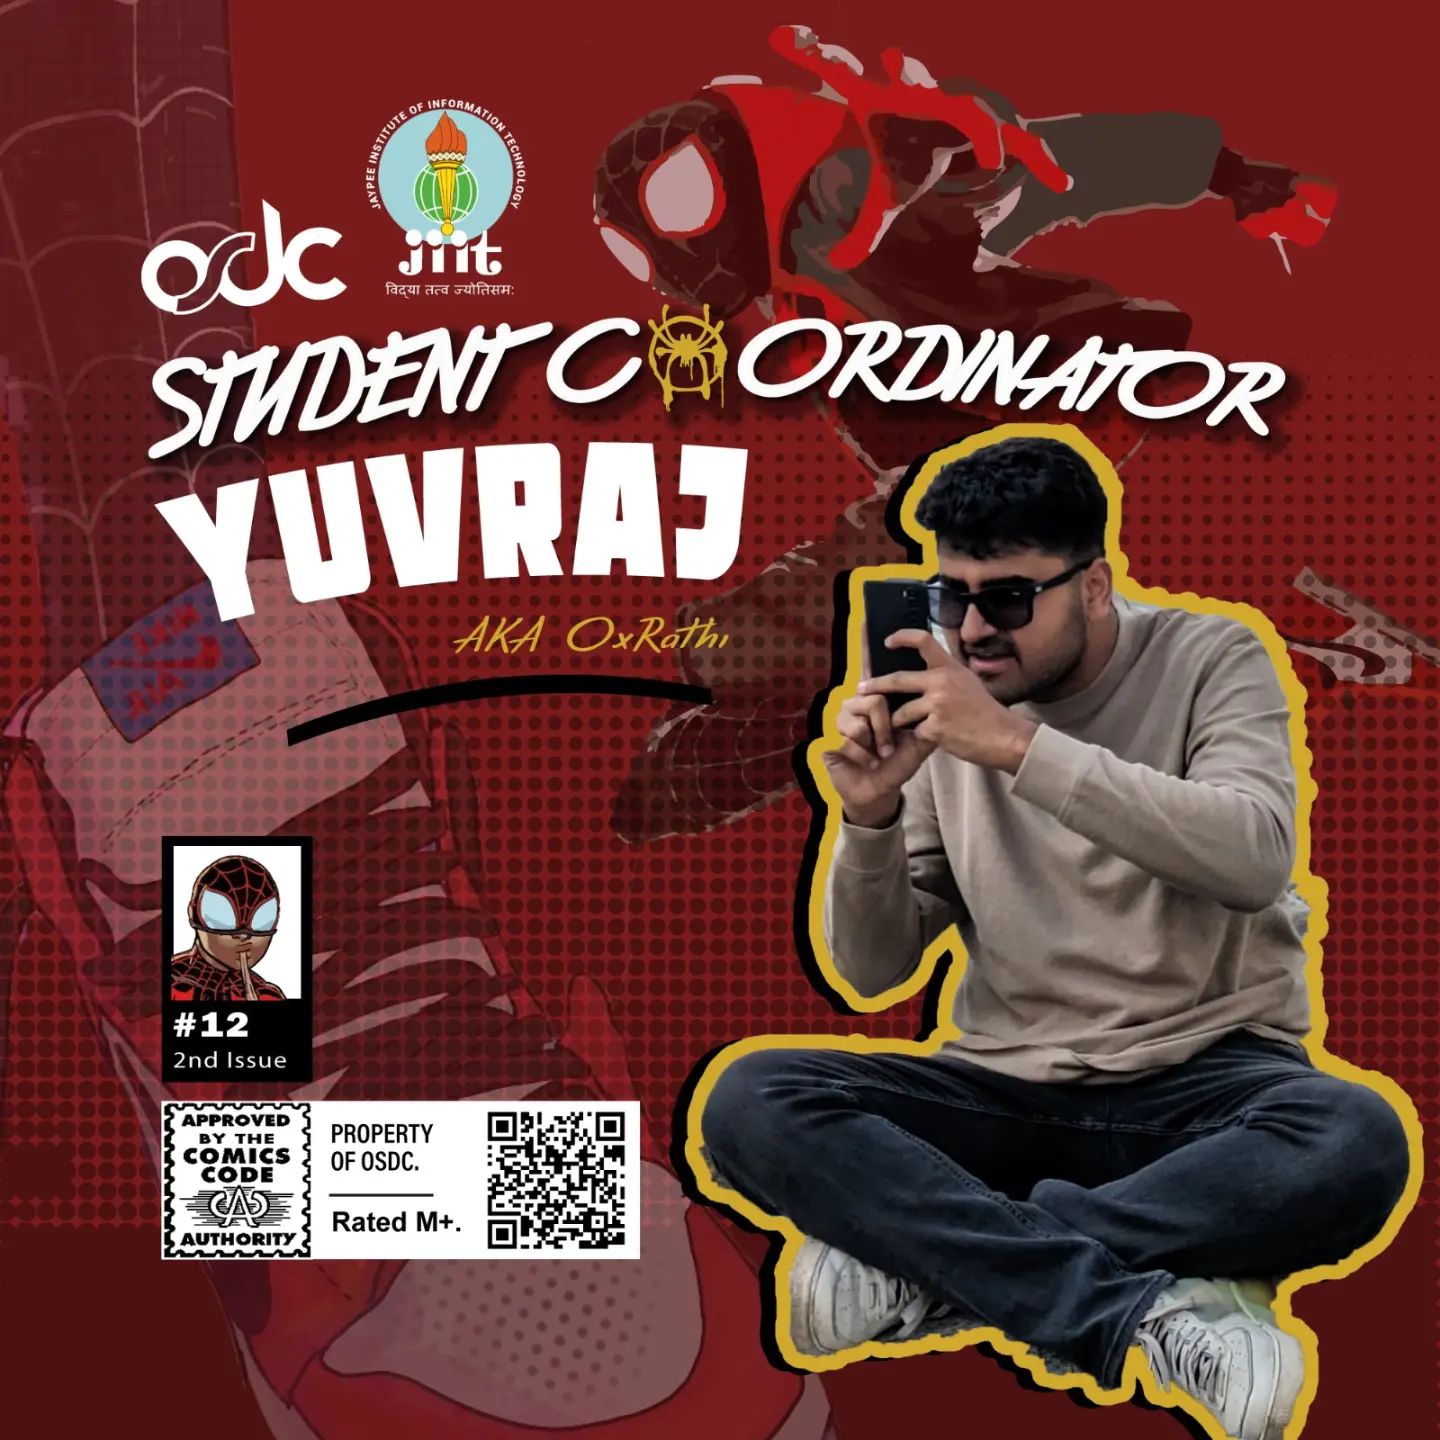 JAYPEE INSTITUTE OF INFORMATION TECHNOLOGY
osdc
jiit
विद्या तत्व ज्योतिसमः
STUDENT COORDINATOR
YUVRAJ
AKA OxRathi
#12
2nd Issue
APPROVED
BY THE
COMICS
CODE
CA
AUTHORITY
PROPERTY
OF OSDC.
Rated M+.